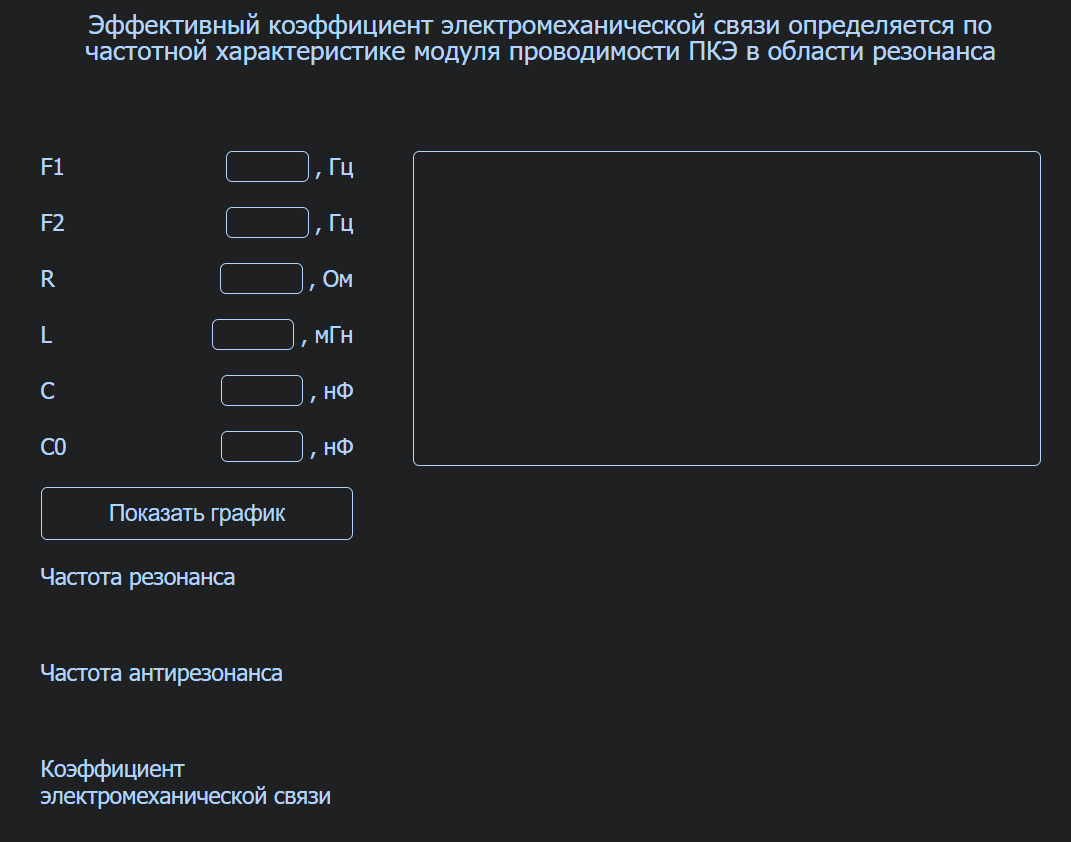 Эффективный коэффициент электромеханической связи определяется по
частотной характеристике модуля проводимости ПКЭ в области резонанса
F1 , Гц
F2 , Гц
R , Ом
L , мГн
C , нФ
C0 , нФ
Показать график
Частота резонанса
Частота антирезонанса
Коэффициент
электромеханической связи